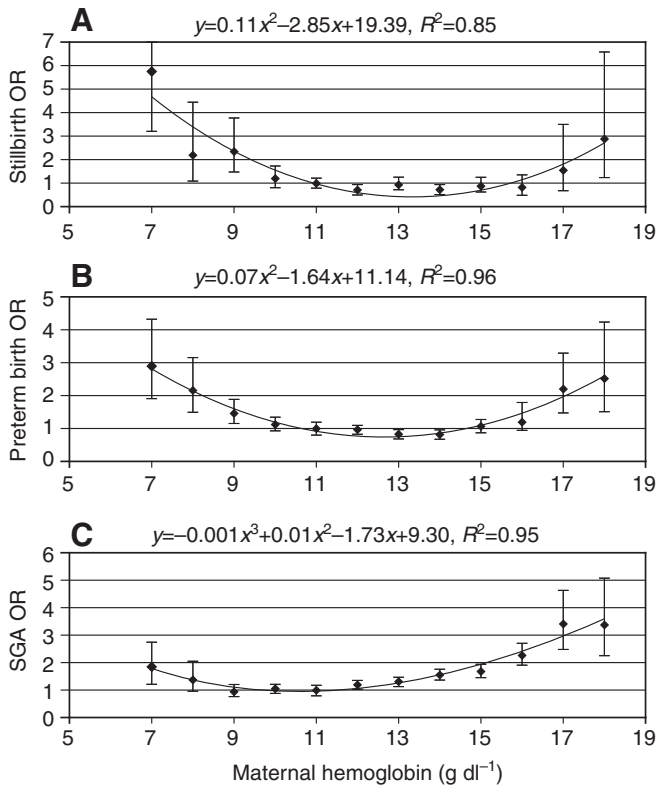 A
y=0.11x²–2.85x+19.39, R²=0.85
Stillbirth OR
7
6
5
4
3
2
1
0
5 7 9 11 13 15 17 19
B
y=0.07x²–1.64x+11.14, R²=0.96
Preterm birth OR
5
4
3
2
1
0
5 7 9 11 13 15 17 19
C
y=–0.001x³+0.01x²–1.73x+9.30, R²=0.95
SGA OR
6
5
4
3
2
1
0
5 7 9 11 13 15 17 19
Maternal hemoglobin (g dl⁻¹)